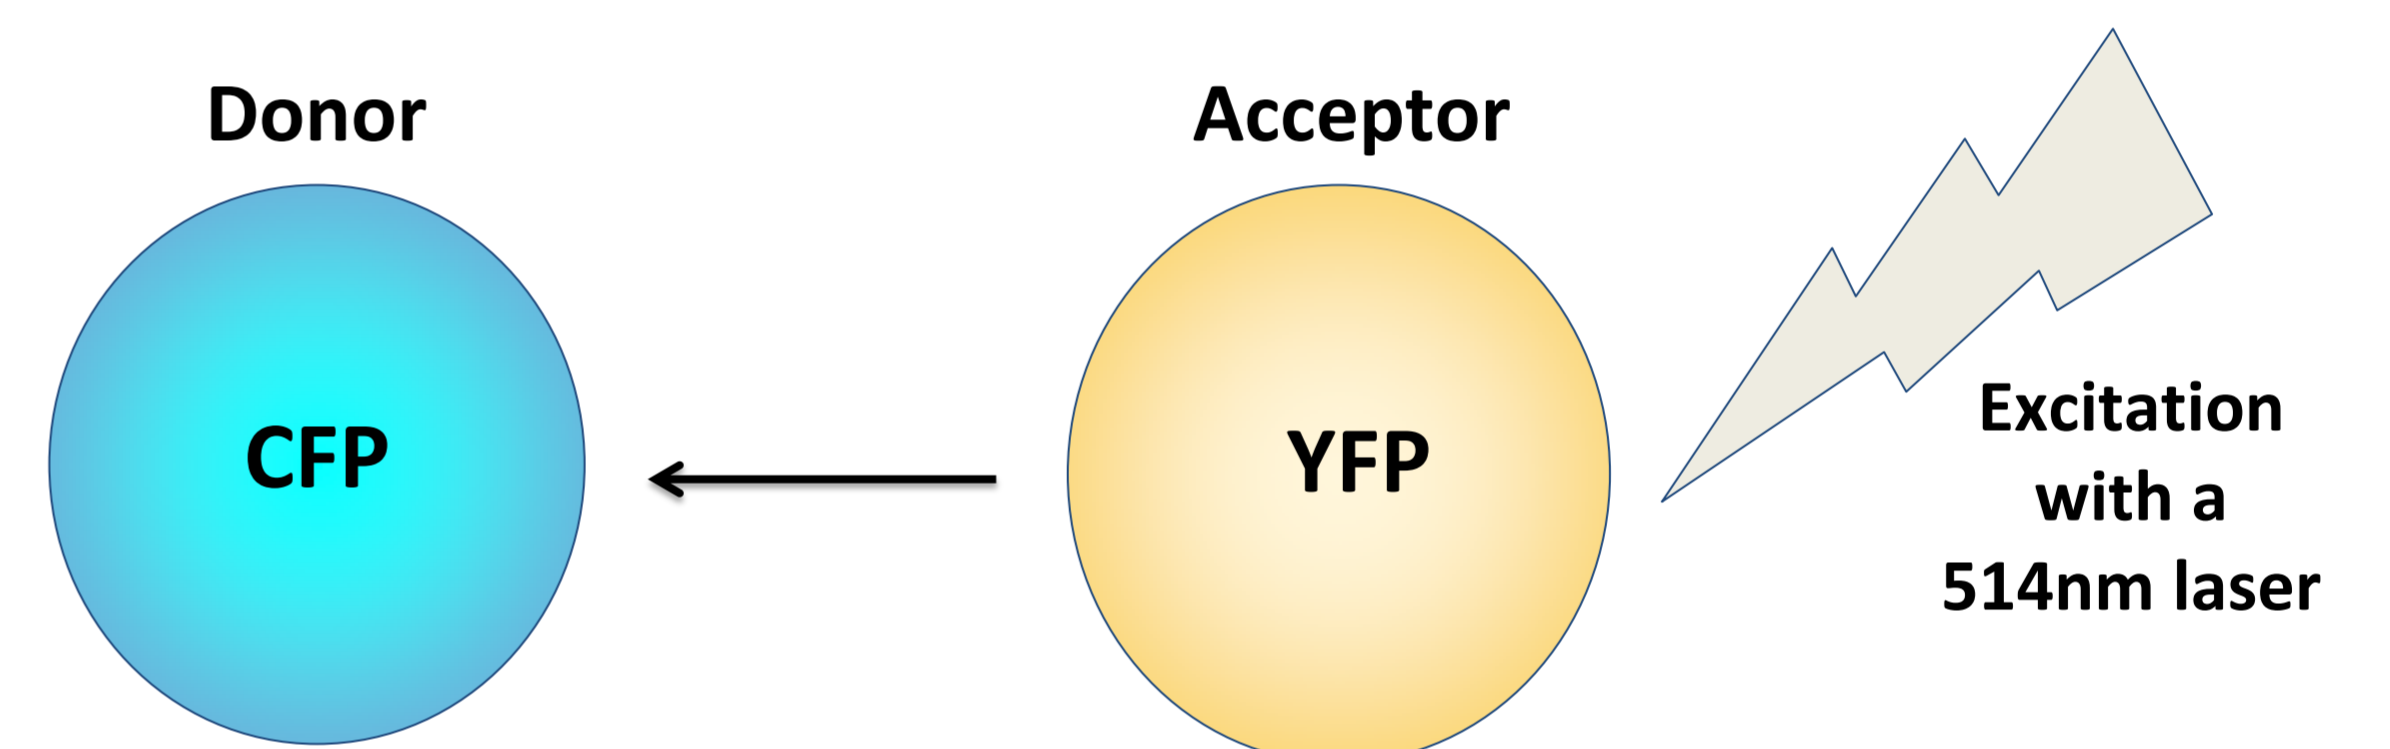 Donor
Acceptor
CFP
YFP
Excitation
with a
514nm laser